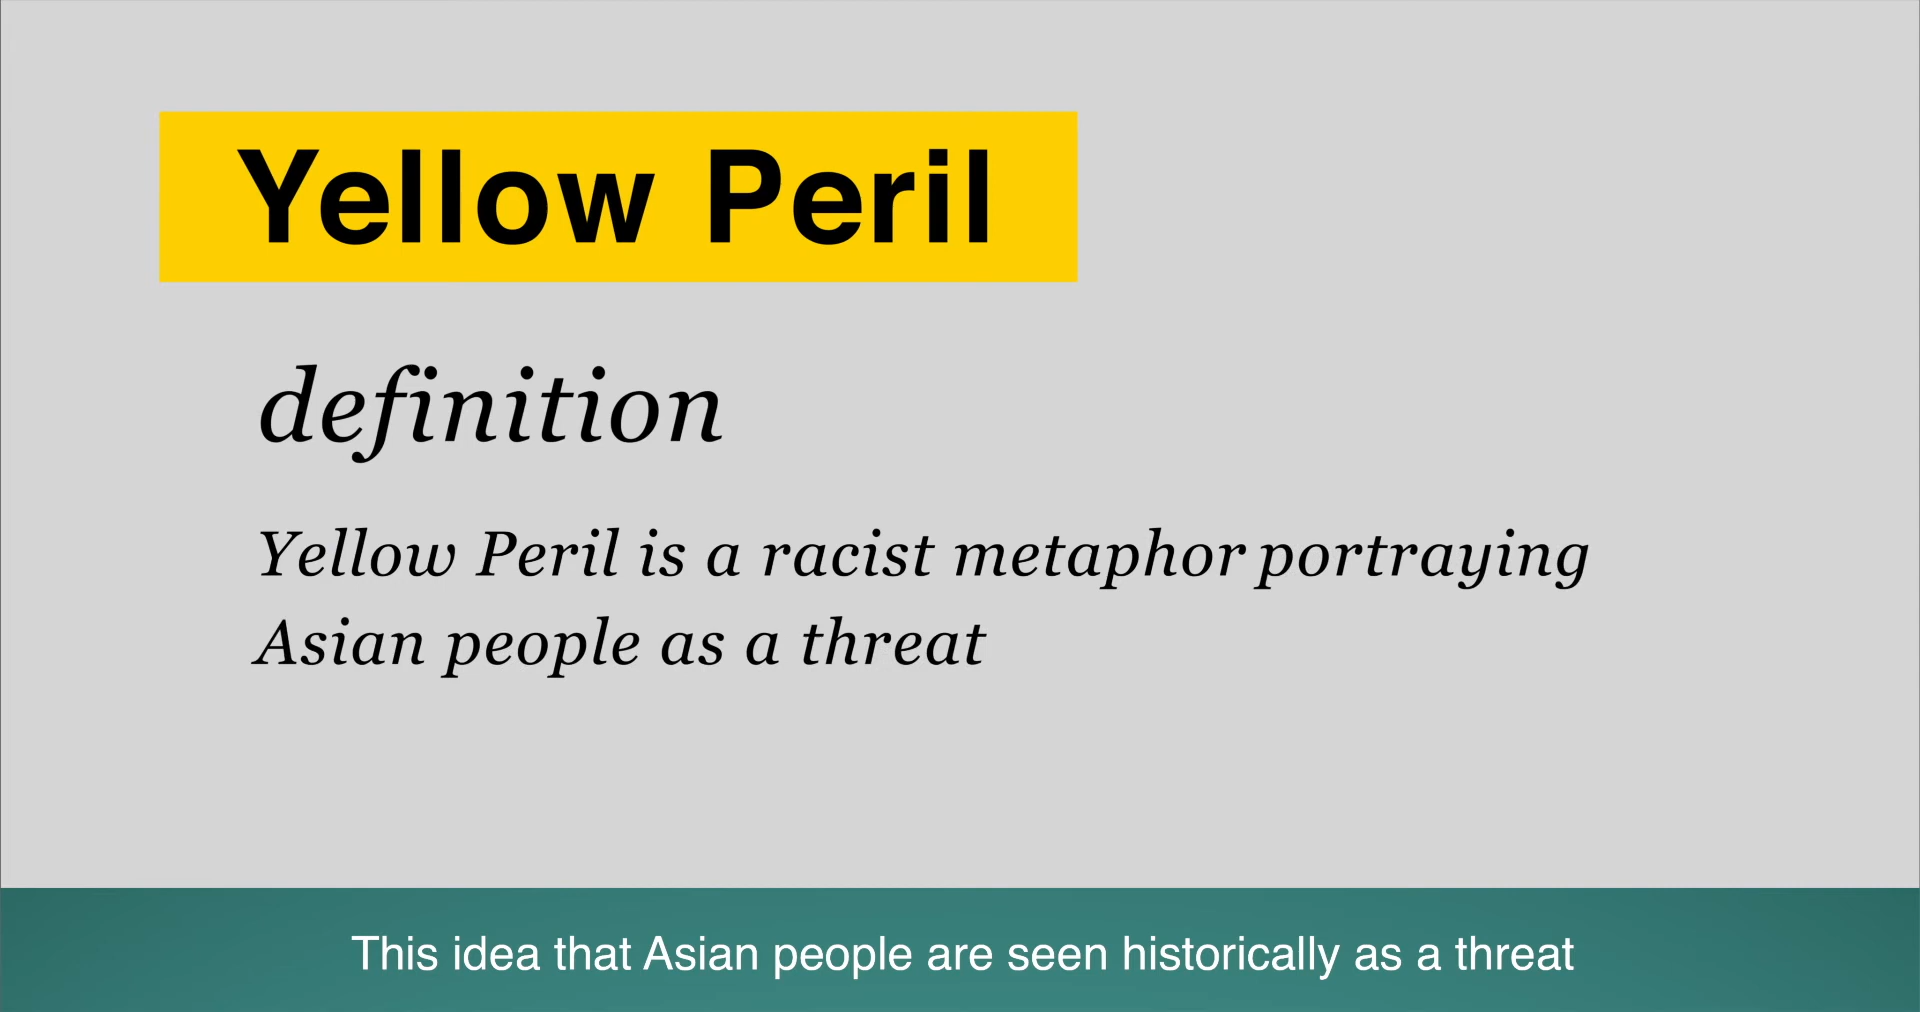 Yellow Peril
definition
Yellow Peril is a racist metaphor portraying
Asian people as a threat
This idea that Asian people are seen historically as a threat